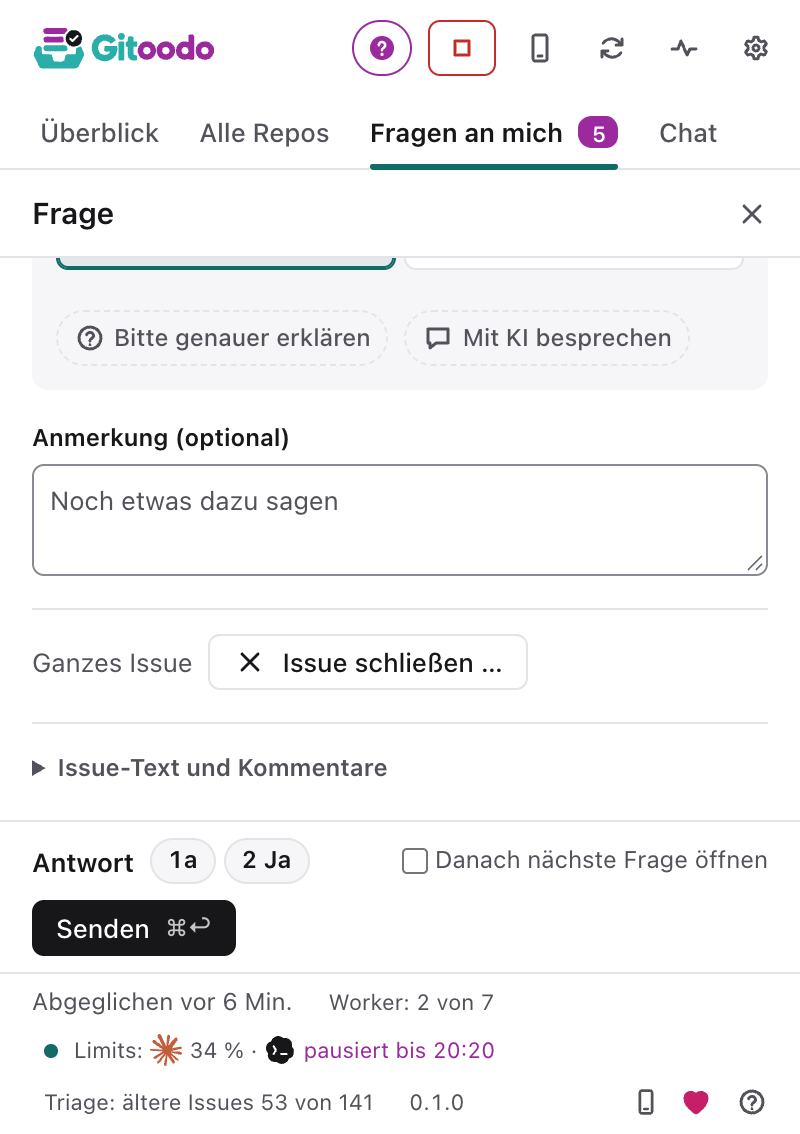 Gitoodo
Überblick Alle Repos Fragen an mich 5 Chat
Frage
Bitte genauer erklären Mit KI besprechen
Anmerkung (optional)
Noch etwas dazu sagen
Ganzes Issue Issue schließen ...
Issue-Text und Kommentare
Antwort 1a 2 Ja Danach nächste Frage öffnen
Senden ⌘↩
Abgeglichen vor 6 Min. Worker: 2 von 7
Limits: 34 % · pausiert bis 20:20
Triage: ältere Issues 53 von 141 0.1.0